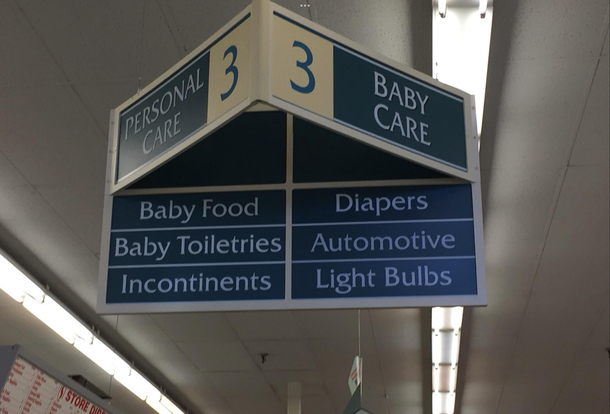 PERSONAL
CARE
3
3
BABY
CARE
Baby Food
Diapers
Baby Toiletries
Automotive
Incontinents
Light Bulbs
STORE